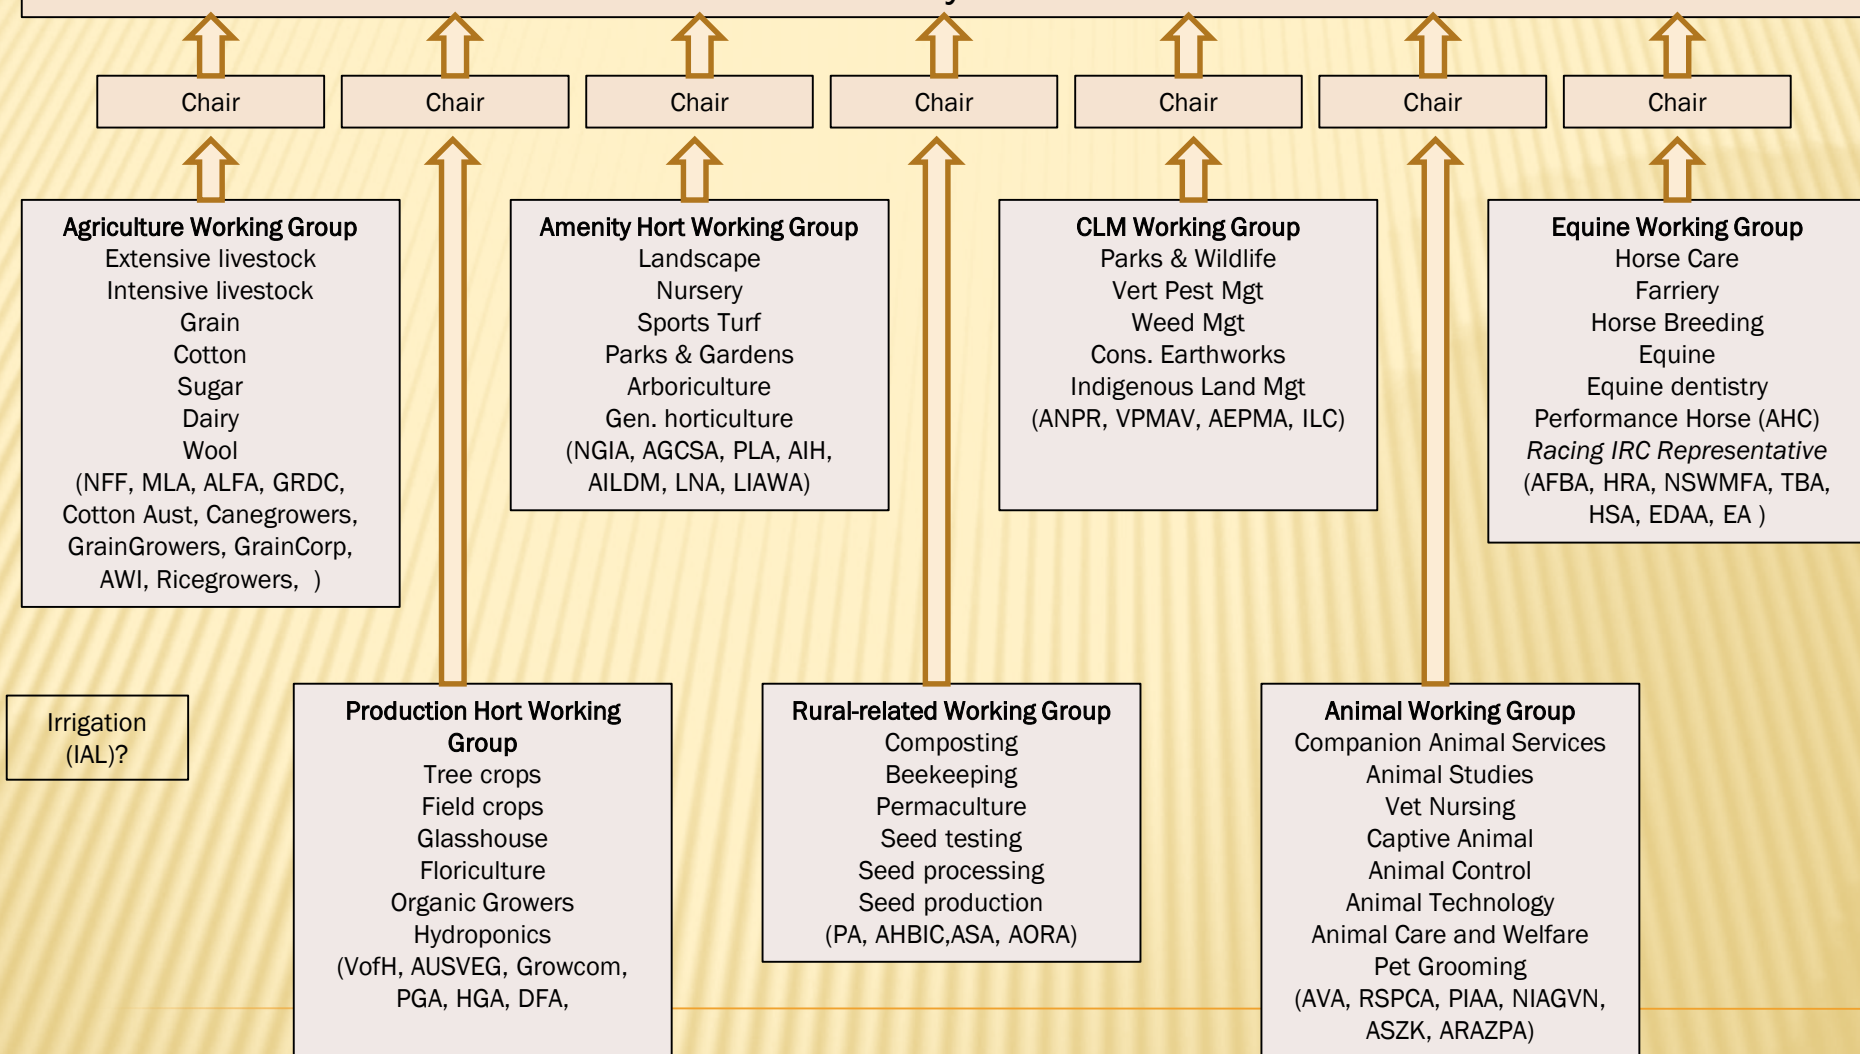 Chair
Chair
Chair
Chair
Chair
Chair
Chair
Agriculture Working Group
Extensive livestock
Intensive livestock
Grain
Cotton
Sugar
Dairy
Wool
(NFF, MLA, ALFA, GRDC,
Cotton Aust, Canegrowers,
GrainGrowers, GrainCorp,
AWI, Ricegrowers,  )
Amenity Hort Working Group
Landscape
Nursery
Sports Turf
Parks & Gardens
Arboriculture
Gen. horticulture
(NGIA, AGCSA, PLA, AIH,
AILDM, LNA, LIAWA)
CLM Working Group
Parks & Wildlife
Vert Pest Mgt
Weed Mgt
Cons. Earthworks
Indigenous Land Mgt
(ANPR, VPMAV, AEPMA, ILC)
Equine Working Group
Horse Care
Farriery
Horse Breeding
Equine
Equine dentistry
Performance Horse (AHC)
Racing IRC Representative
(AFBA, HRA, NSWMFA, TBA,
HSA, EDAA, EA )
Irrigation
(IAL)?
Production Hort Working
Group
Tree crops
Field crops
Glasshouse
Floriculture
Organic Growers
Hydroponics
(VofH, AUSVEG, Growcom,
PGA, HGA, DFA,
Rural-related Working Group
Composting
Beekeeping
Permaculture
Seed testing
Seed processing
Seed production
(PA, AHBIC,ASA, AORA)
Animal Working Group
Companion Animal Services
Animal Studies
Vet Nursing
Captive Animal
Animal Control
Animal Technology
Animal Care and Welfare
Pet Grooming
(AVA, RSPCA, PIAA, NIAGVN,
ASZK, ARAZPA)